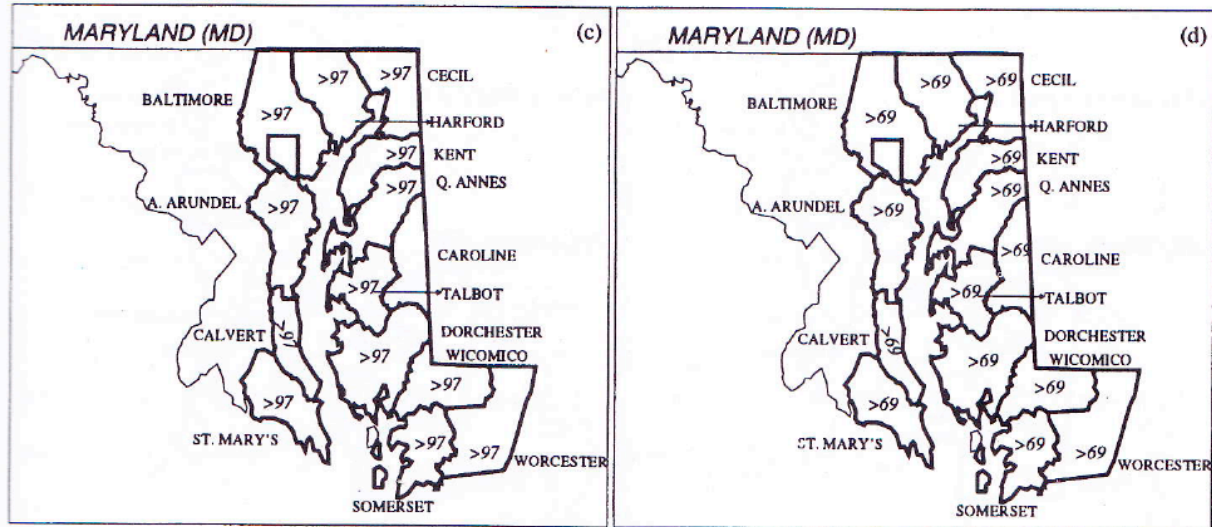 MARYLAND (MD)
(c)
>97
>97
CECIL
BALTIMORE
>97
HARFORD
>97
KENT
>97
Q. ANNES
A. ARUNDEL
>97
CAROLINE
>97
TALBOT
CALVERT
>97
DORCHESTER
>97
WICOMICO
>97
>97
ST. MARY'S
>97
>97
WORCESTER
SOMERSET
MARYLAND (MD)
(d)
>69
>69
CECIL
BALTIMORE
>69
HARFORD
>69
KENT
>69
Q. ANNES
A. ARUNDEL
>69
>69
CAROLINE
>69
TALBOT
CALVERT
>69
DORCHESTER
>69
WICOMICO
>69
>69
ST. MARY'S
>69
>69
WORCESTER
SOMERSET